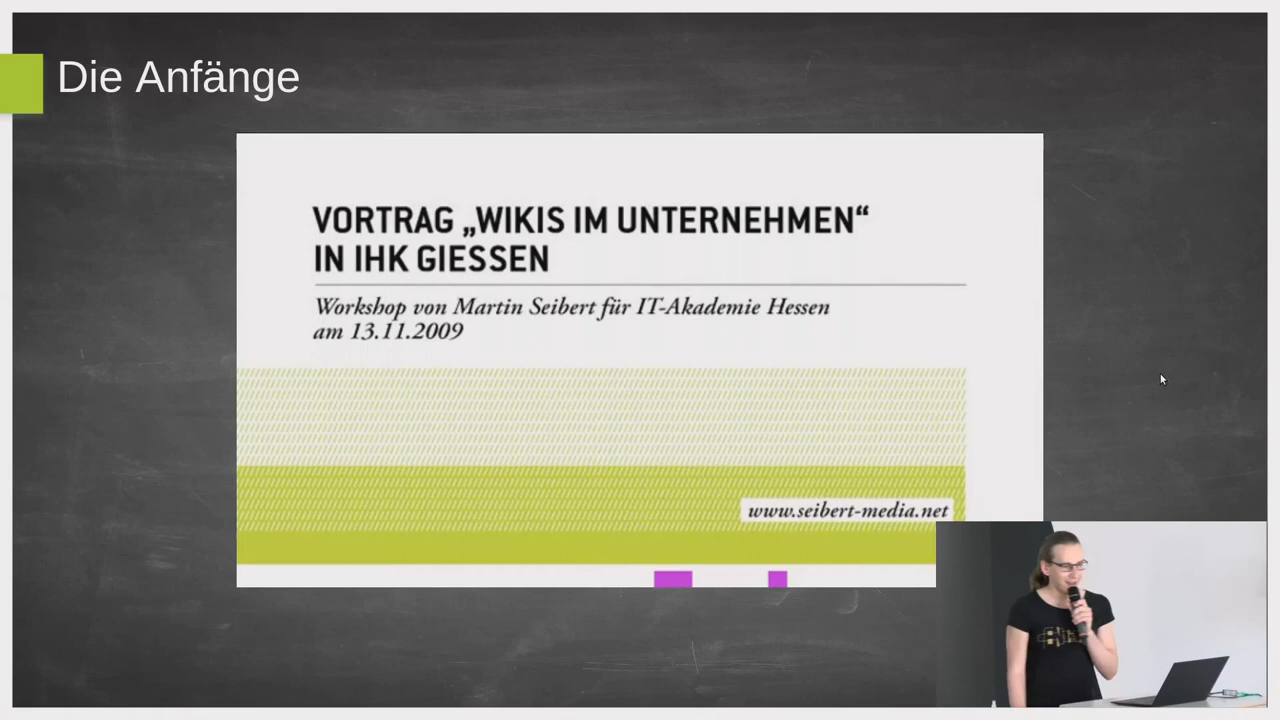 Die Anfänge
VORTRAG „WIKIS IM UNTERNEHMEN“
IN IHK GIESSEN
Workshop von Martin Seibert für IT-Akademie Hessen
am 13.11.2009
www.seibert-media.net